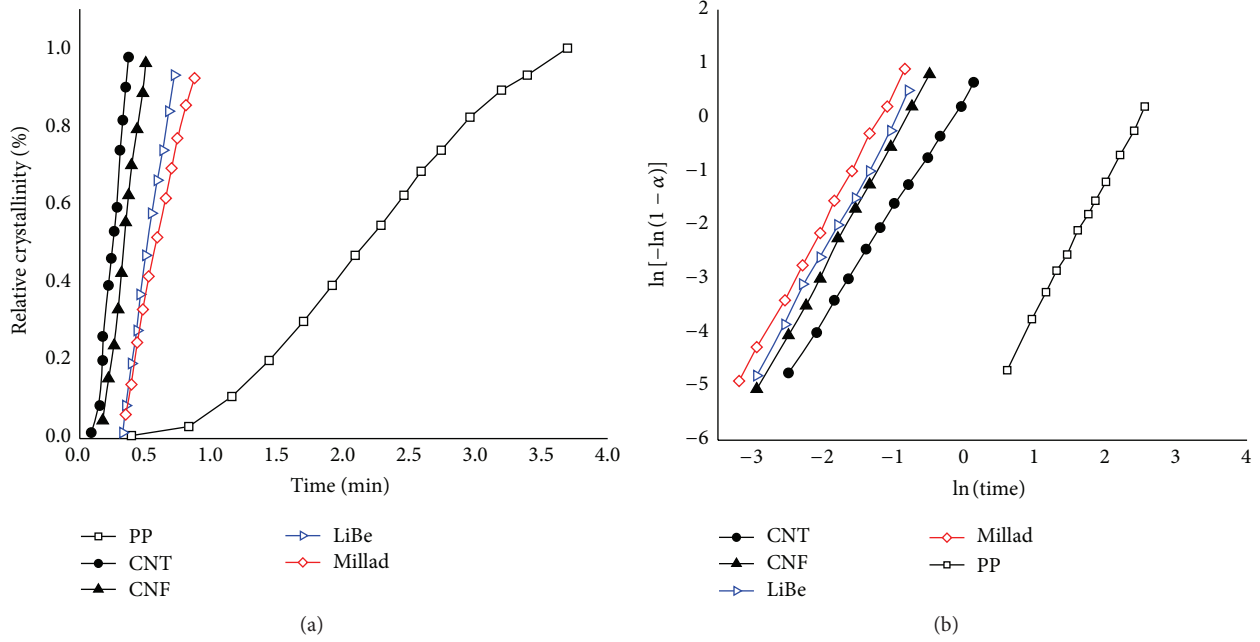 1.0
0.8
0.6
0.4
0.2
0.0
Relative crystallinity (%)
0.0 0.5 1.0 1.5 2.0 2.5 3.0 3.5 4.0
Time (min)
PP
CNT
CNF
LiBe
Millad
(a)
2
1
0
−1
−2
−3
−4
−5
−6
ln [−ln (1 − α)]
−3 −2 −1 0 1 2 3 4
ln (time)
CNT
CNF
LiBe
Millad
PP
(b)